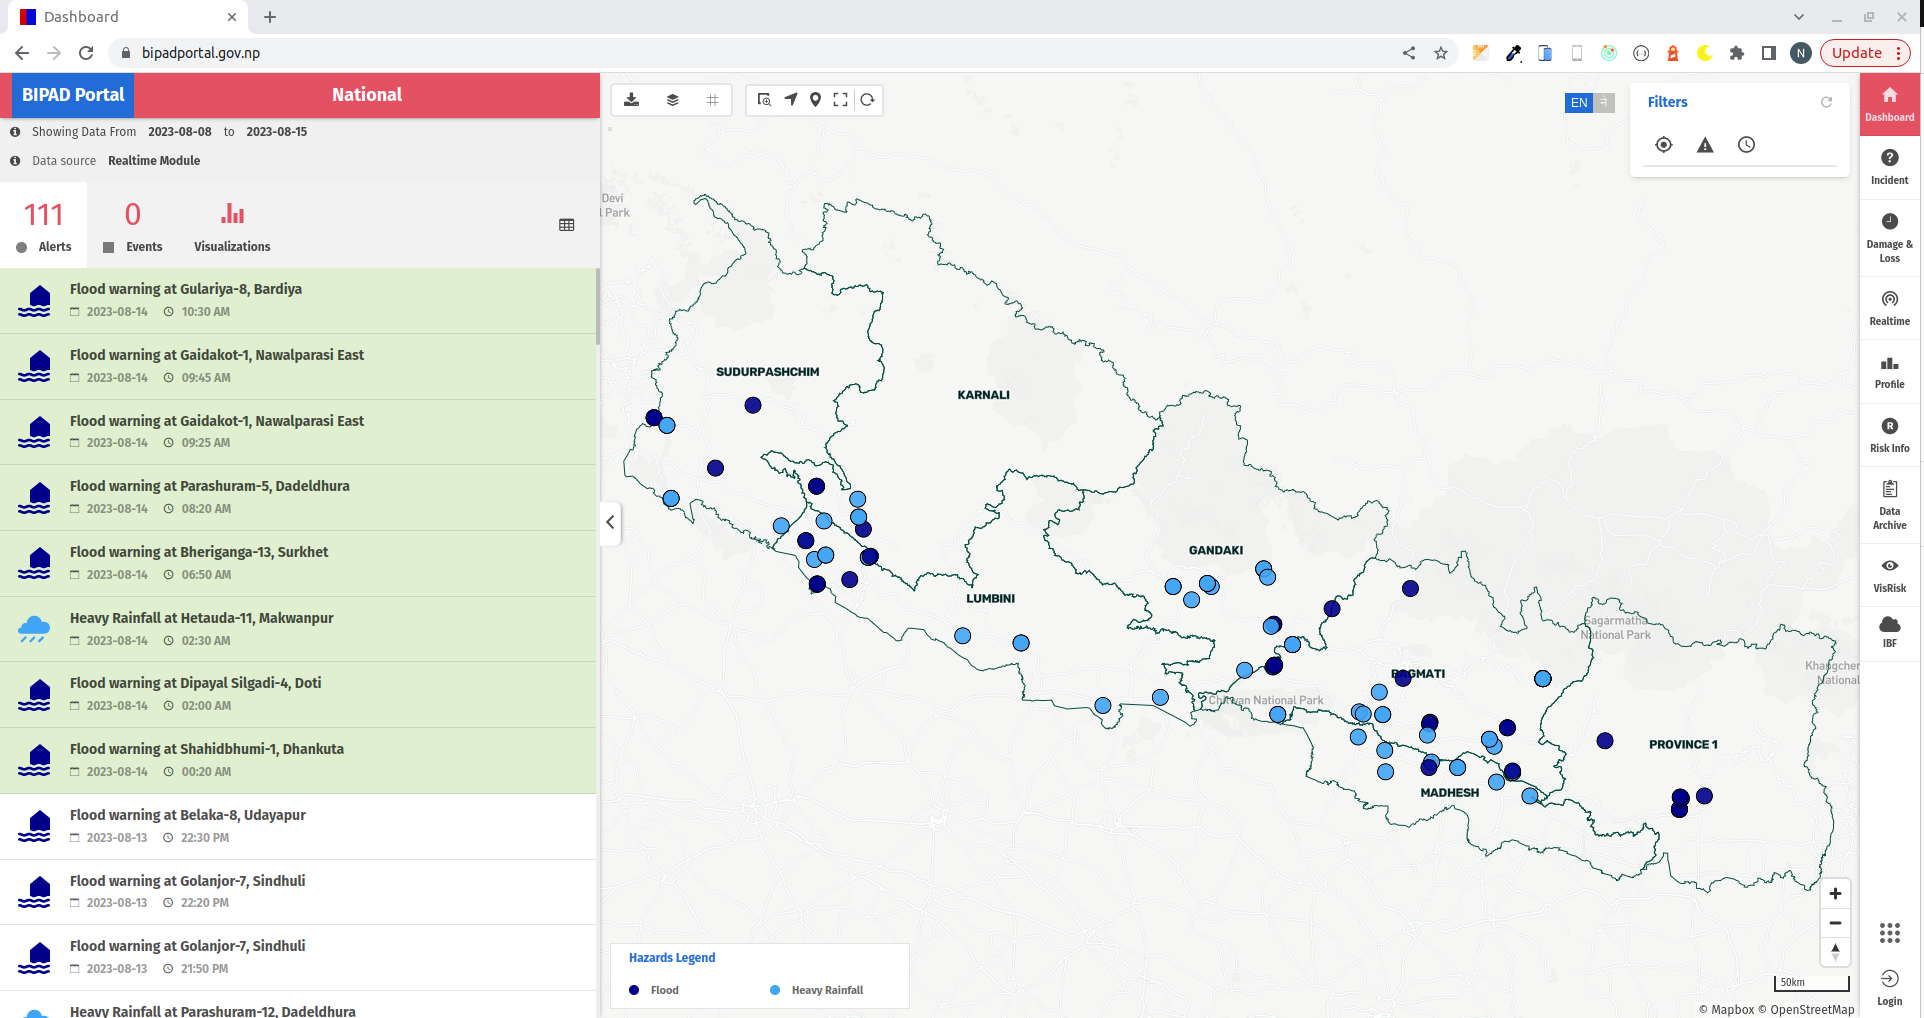 Dashboard
bipadportal.gov.np
N
Update
BIPAD Portal
National
Showing Data From 2023-08-08 to 2023-08-15
Data source Realtime Module
111
Alerts
0
Events
Visualizations
Flood warning at Gulariya-8, Bardiya
2023-08-14 10:30 AM
Flood warning at Gaidakot-1, Nawalparasi East
2023-08-14 09:45 AM
Flood warning at Gaidakot-1, Nawalparasi East
2023-08-14 09:25 AM
Flood warning at Parashuram-5, Dadeldhura
2023-08-14 08:20 AM
Flood warning at Bheriganga-13, Surkhet
2023-08-14 06:50 AM
Heavy Rainfall at Hetauda-11, Makwanpur
2023-08-14 02:30 AM
Flood warning at Dipayal Silgadi-4, Doti
2023-08-14 02:00 AM
Flood warning at Shahidbhumi-1, Dhankuta
2023-08-14 00:20 AM
Flood warning at Belaka-8, Udayapur
2023-08-13 22:30 PM
Flood warning at Golanjor-7, Sindhuli
2023-08-13 22:20 PM
Flood warning at Golanjor-7, Sindhuli
2023-08-13 21:50 PM
Heavy Rainfall at Parashuram-12, Dadeldhura
EN ने
Filters
Devi
l Park
SUDURPASHCHIM
KARNALI
GANDAKI
LUMBINI
Sagarmatha
National Park
BAGMATI
Khangchen
National
Chitwan National Park
PROVINCE 1
MADHESH
Hazards Legend
Flood
Heavy Rainfall
50km
© Mapbox © OpenStreetMap
Dashboard
Incident
Damage &
Loss
Realtime
Profile
R
Risk Info
Data
Archive
VisRisk
IBF
Login